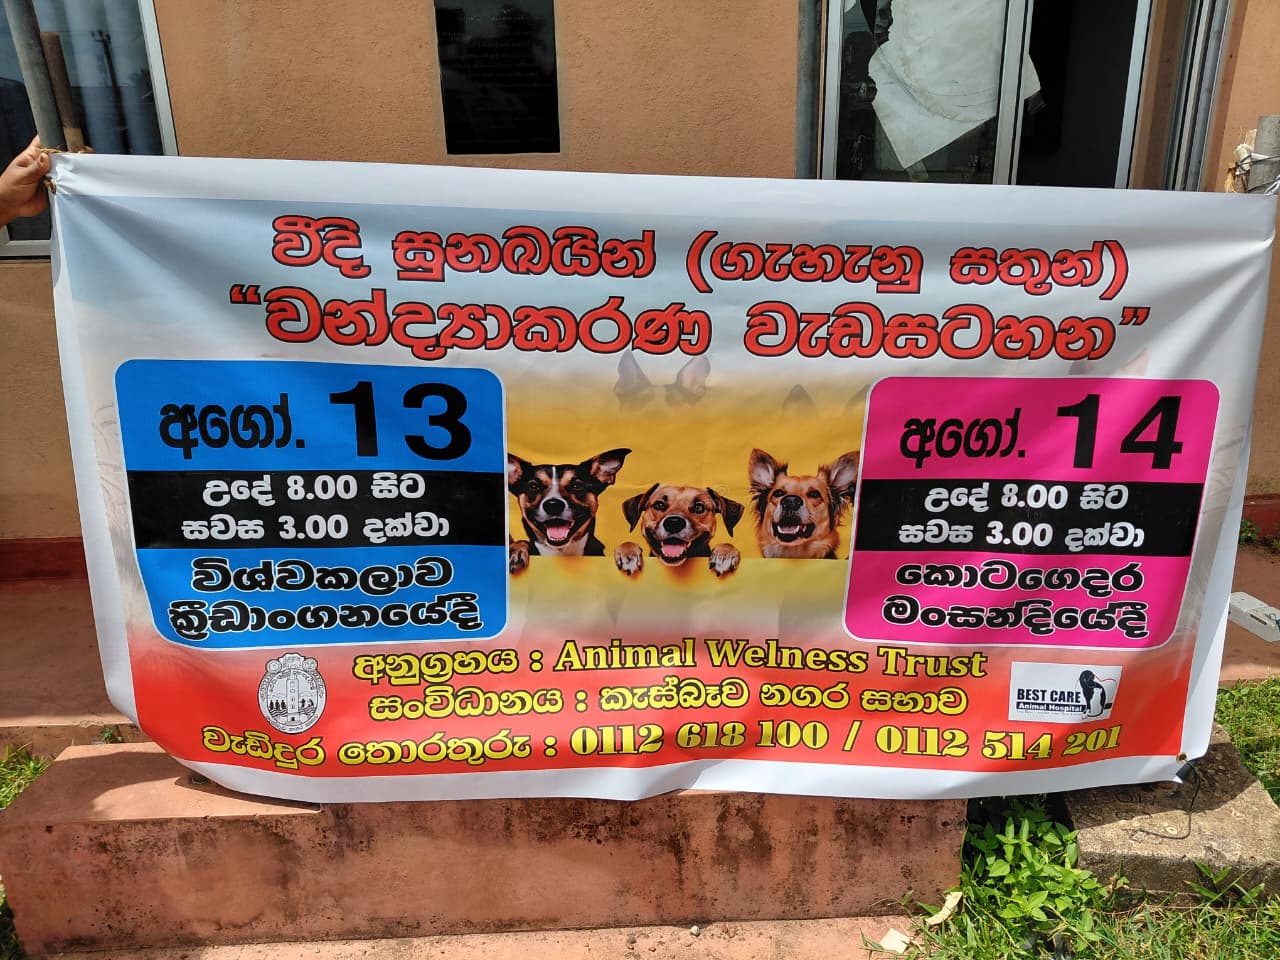 වීදි සුනඛයින් (ගැහැනු සතුන්)
“වන්ද්‍යාකරණ වැඩසටහන”
අගෝ. 13
උදේ 8.00 සිට
සවස 3.00 දක්වා
විශ්වකලාව
ක්‍රීඩාංගනයේදී
අගෝ. 14
උදේ 8.00 සිට
සවස 3.00 දක්වා
කොටගෙදර
මංසන්දියේදී
අනුග්‍රහය : Animal Welness Trust
සංවිධානය : කැස්බෑව නගර සභාව
වැඩිදුර තොරතුරු : 0112 618 100 / 0112 514 201
BEST CARE
Animal Hospital